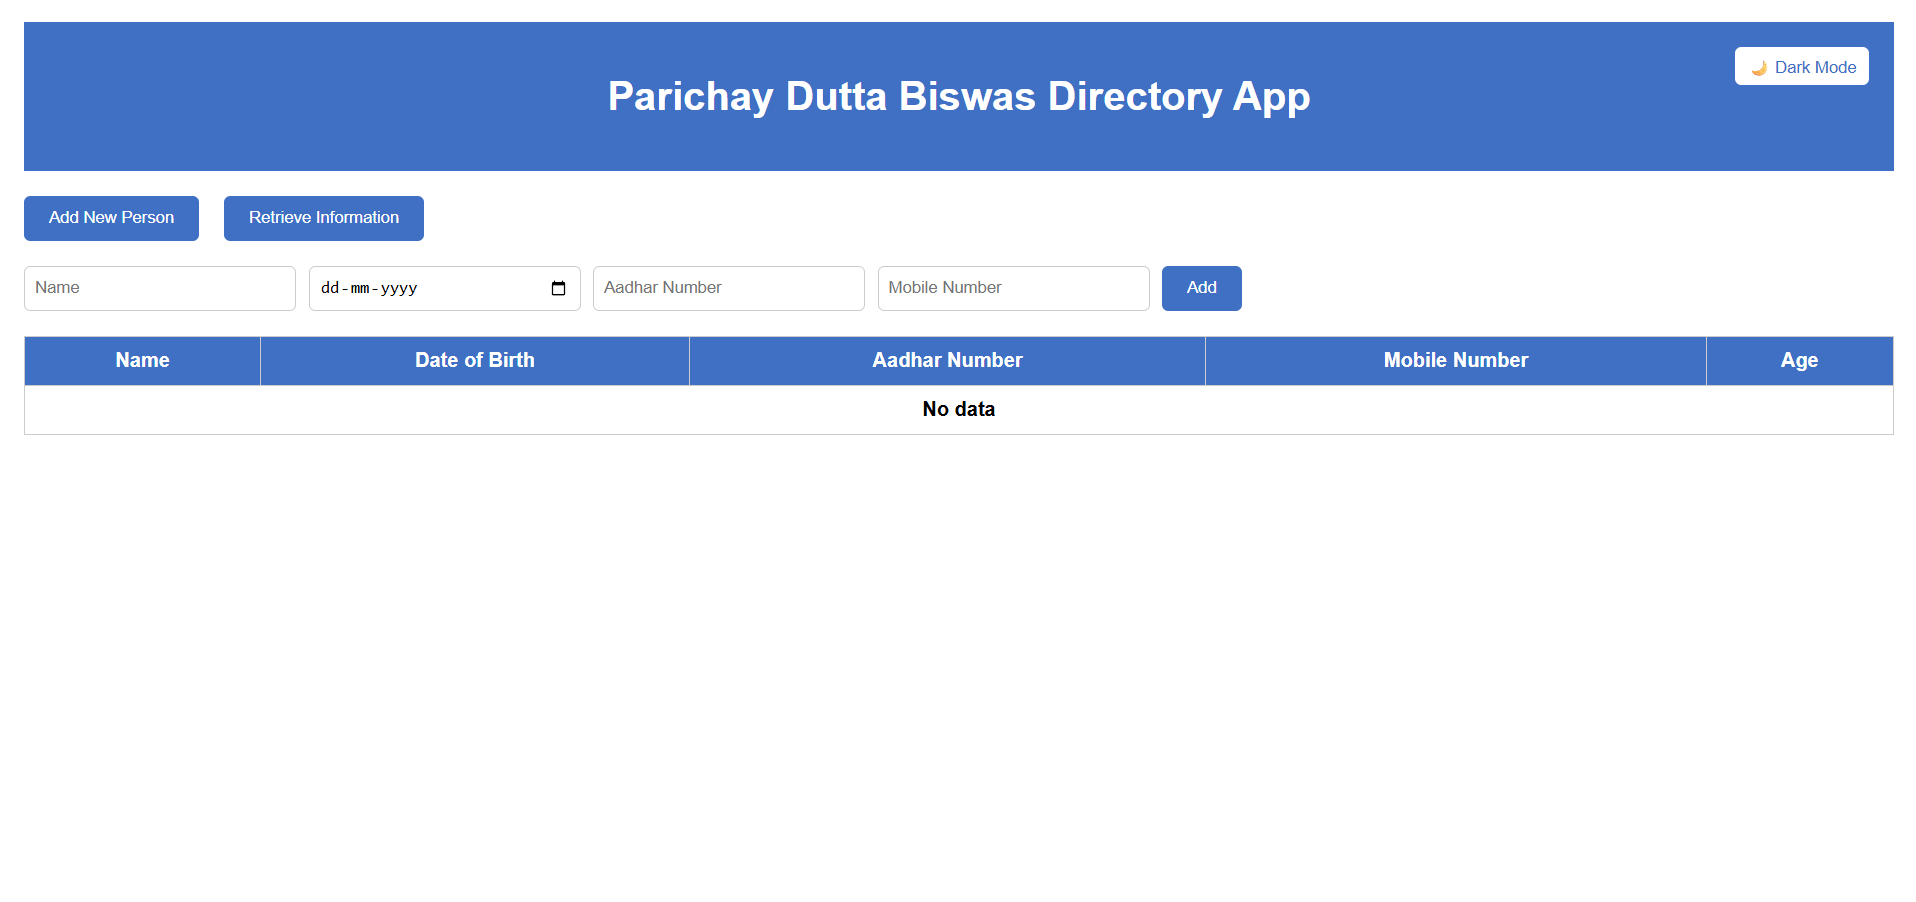 Parichay Dutta Biswas Directory App
🌙 Dark Mode
Add New Person
Retrieve Information
Name
dd-mm-yyyy
Aadhar Number
Mobile Number
Add
Name Date of Birth Aadhar Number Mobile Number Age
No data